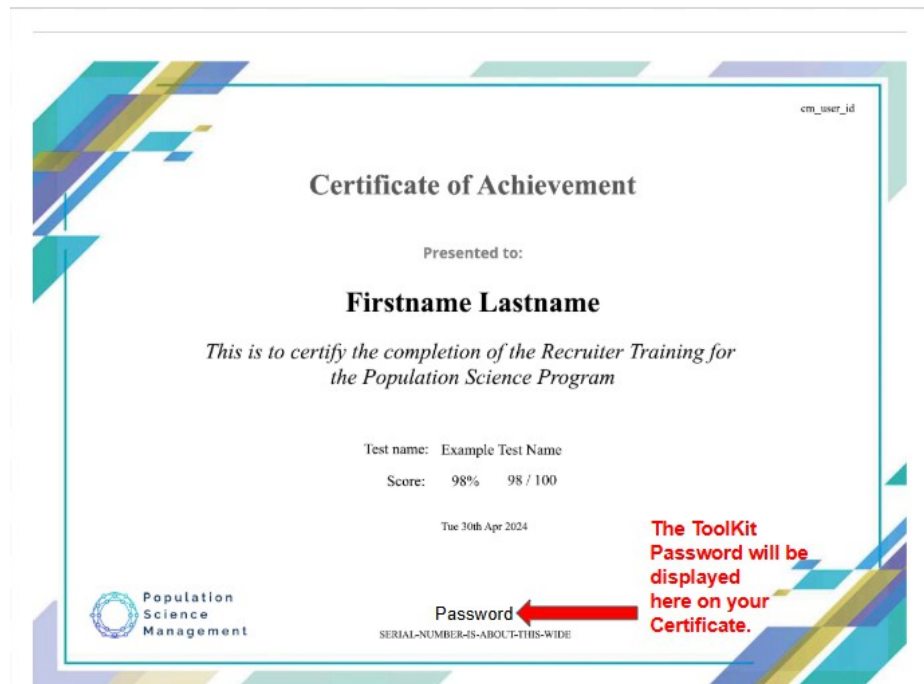 cm_user_id
Certificate of Achievement
Presented to:
Firstname Lastname
This is to certify the completion of the Recruiter Training for
the Population Science Program
Test name: Example Test Name
Score: 98% 98 / 100
Tue 30th Apr 2024
The ToolKit
Password will be
displayed
here on your
Certificate.
Population
Science
Management
Password
SERIAL-NUMBER-IS-ABOUT-THIS-WIDE